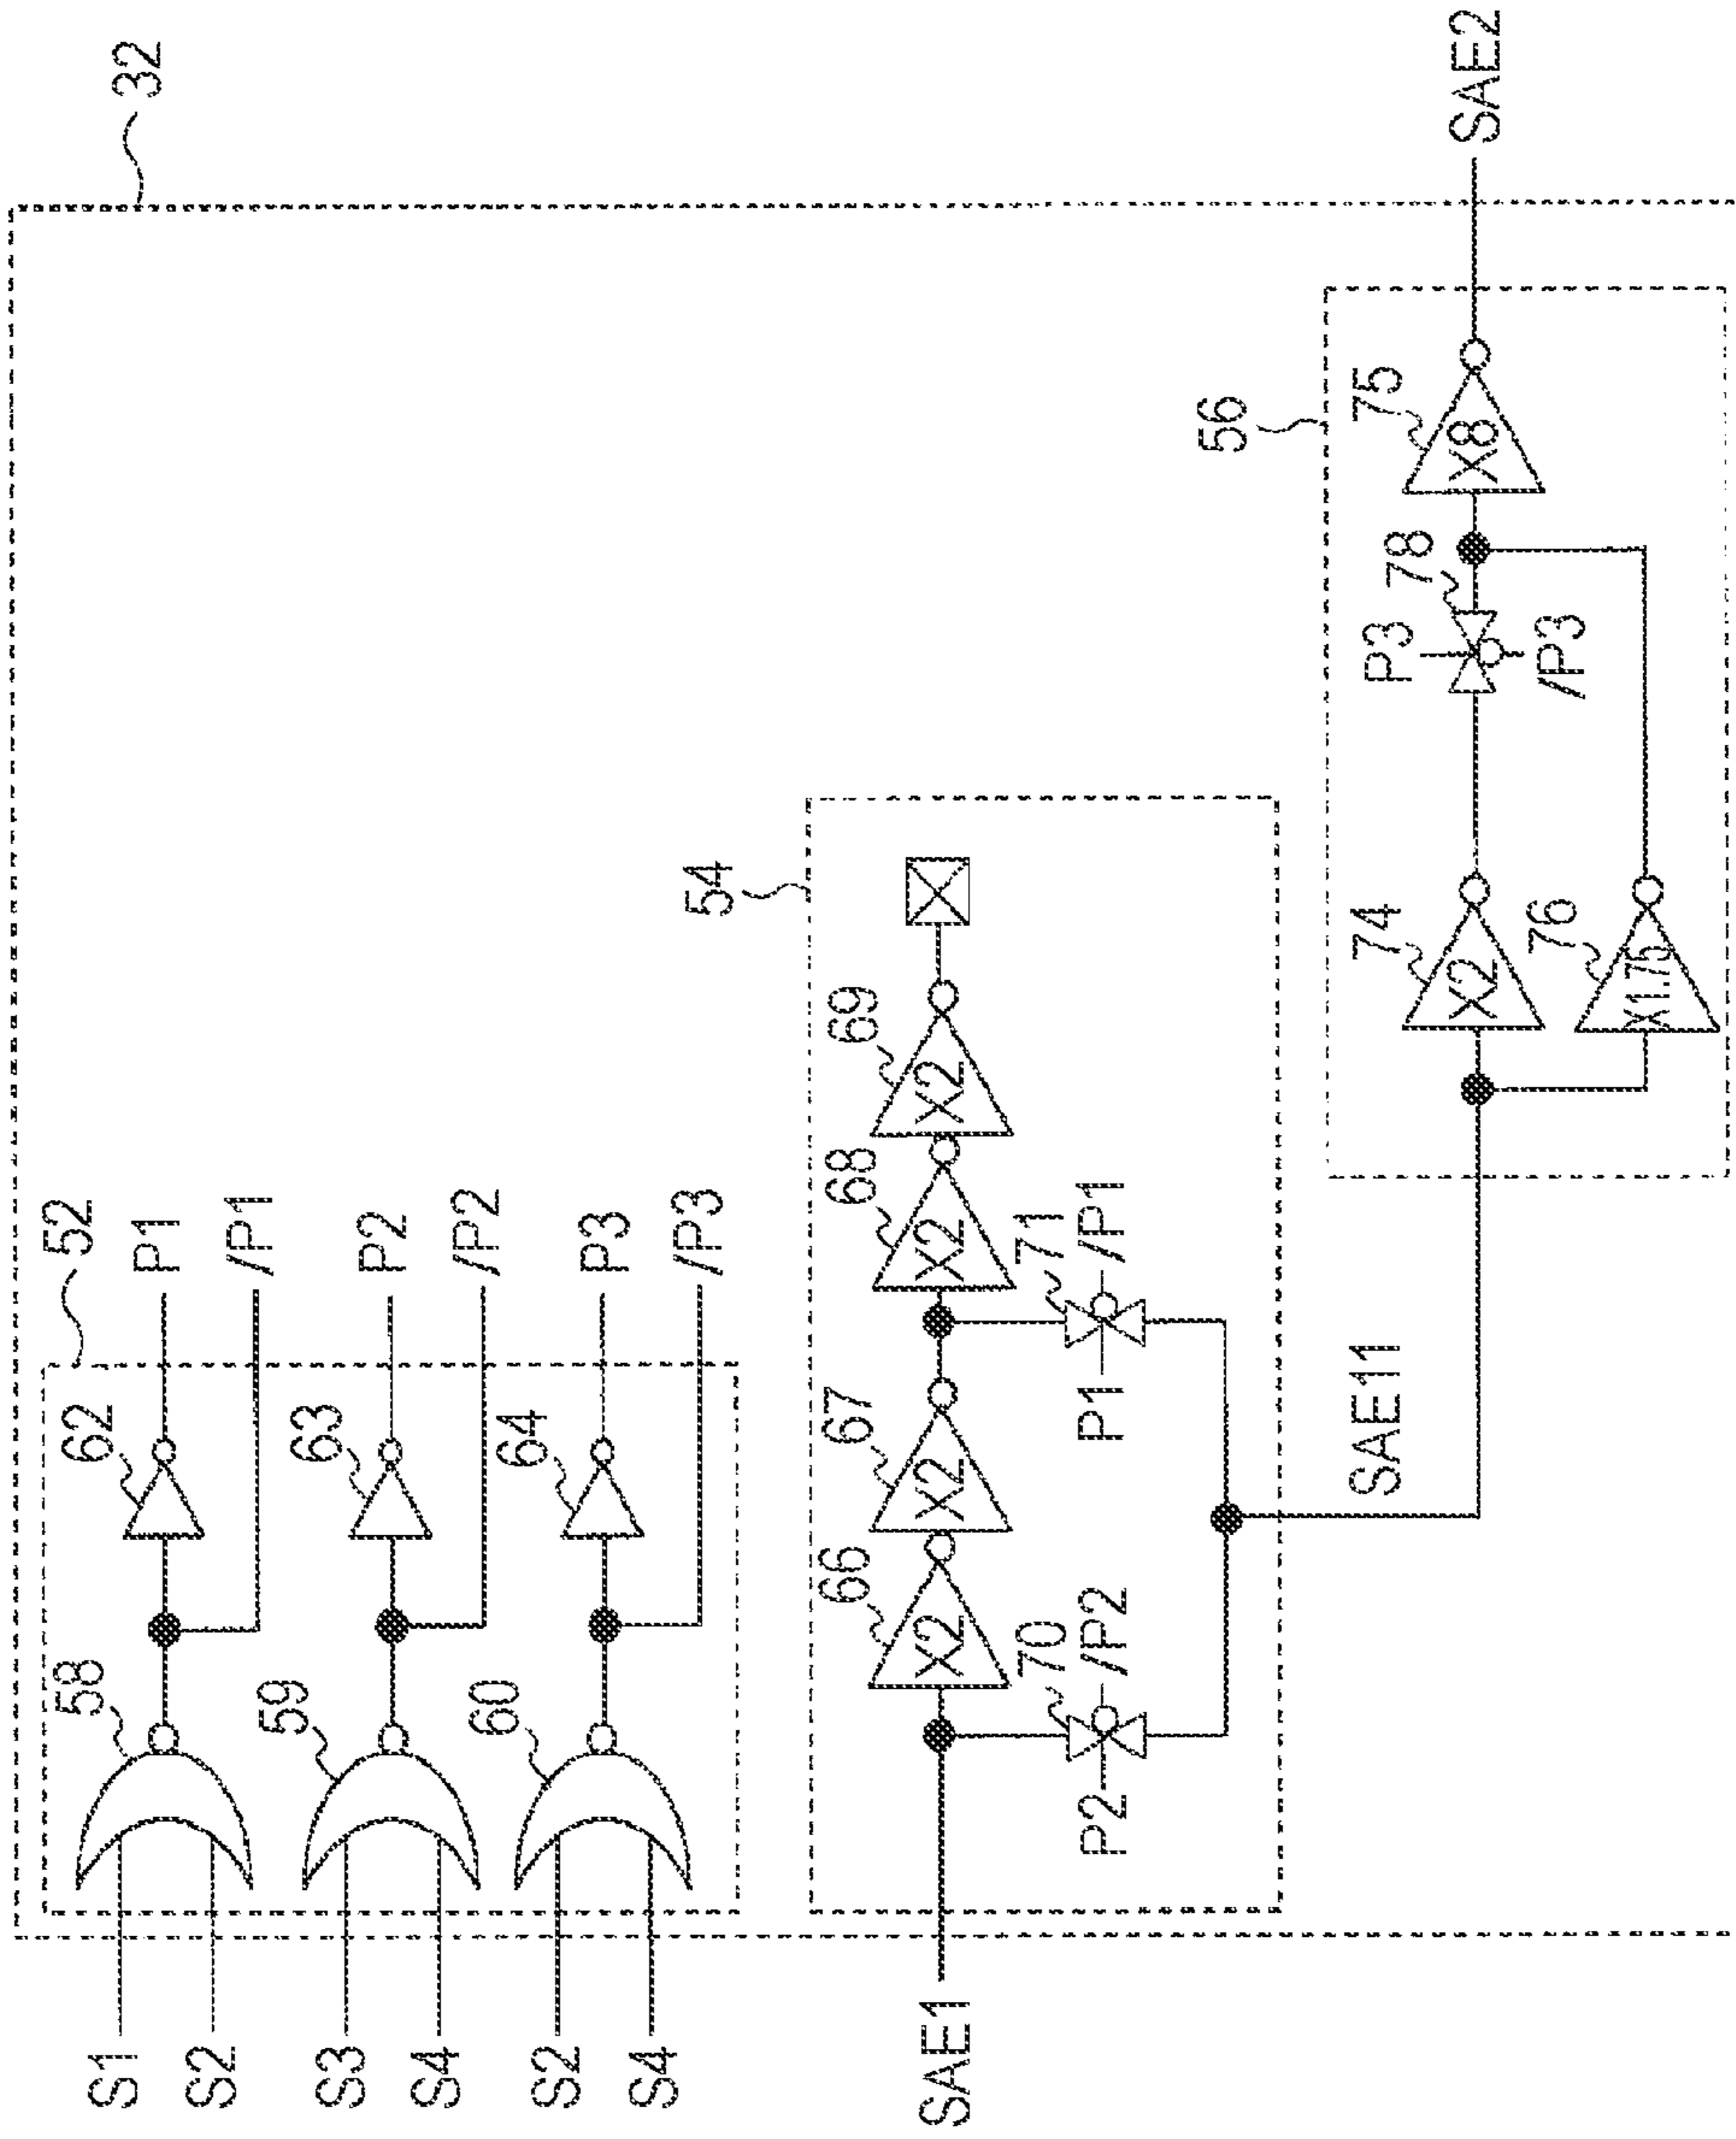 32
52
S1
S2
58
62
P1
/P1
S3
S4
59
63
P2
/P2
S2
S4
60
64
P3
/P3
54
SAE1
66
X2
67
X2
68
X2
69
X2
P2
70
/P2
P1
71
/P1
SAE11
56
74
X2
P3
78
/P3
75
X8
76
X1.75
SAE2